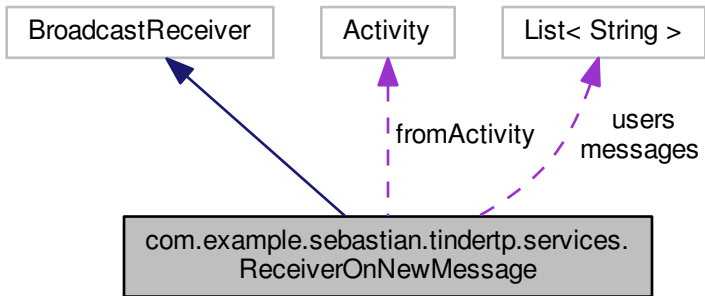 BroadcastReceiver
Activity
List< String >
fromActivity
users
messages
com.example.sebastian.tindertp.services.
ReceiverOnNewMessage